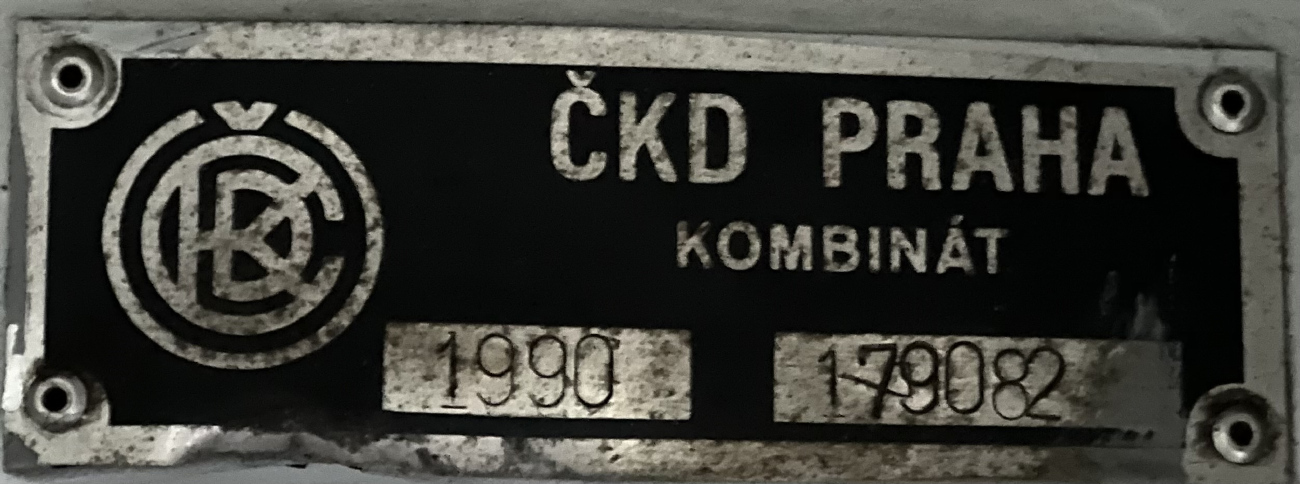 ČKD PRAHA
KOMBINÁT
1990 179082